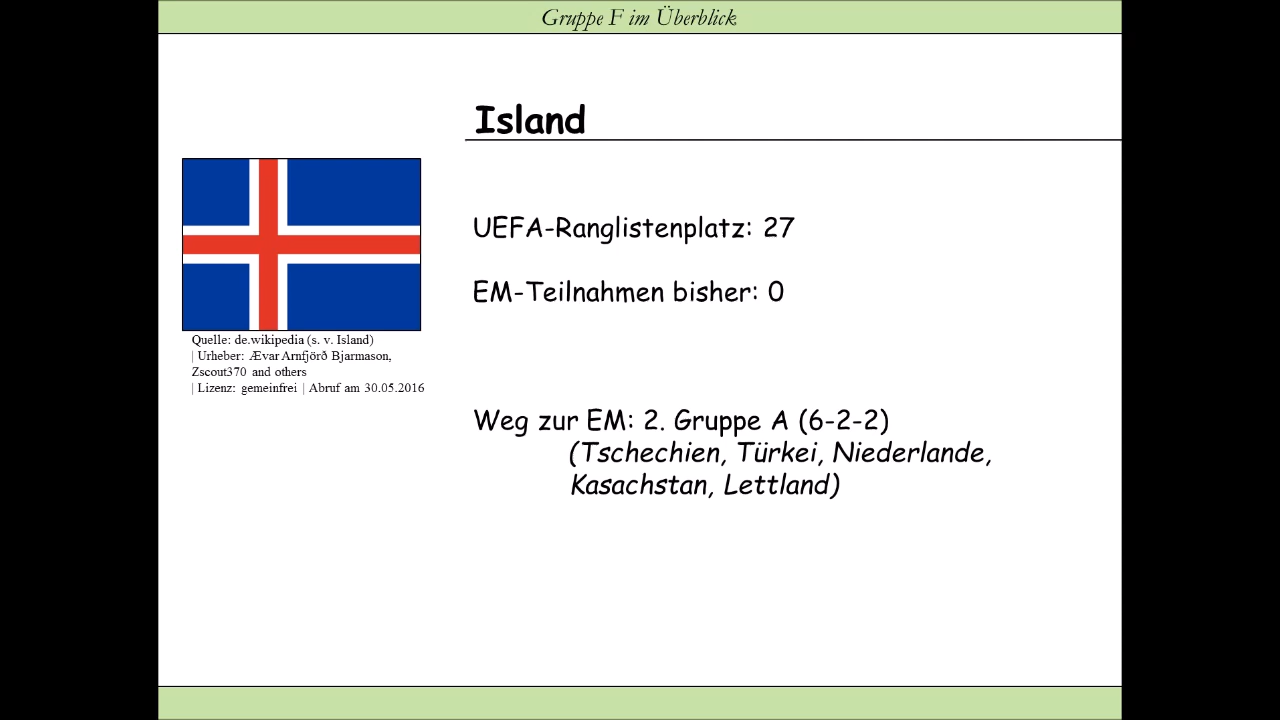 Gruppe F im Überblick
Island
UEFA-Ranglistenplatz: 27
EM-Teilnahmen bisher: 0
Quelle: de.wikipedia (s. v. Island)
| Urheber: Ævar Arnfjörð Bjarmason,
Zscout370 and others
| Lizenz: gemeinfrei | Abruf am 30.05.2016
Weg zur EM: 2. Gruppe A (6-2-2)
(Tschechien, Türkei, Niederlande,
Kasachstan, Lettland)